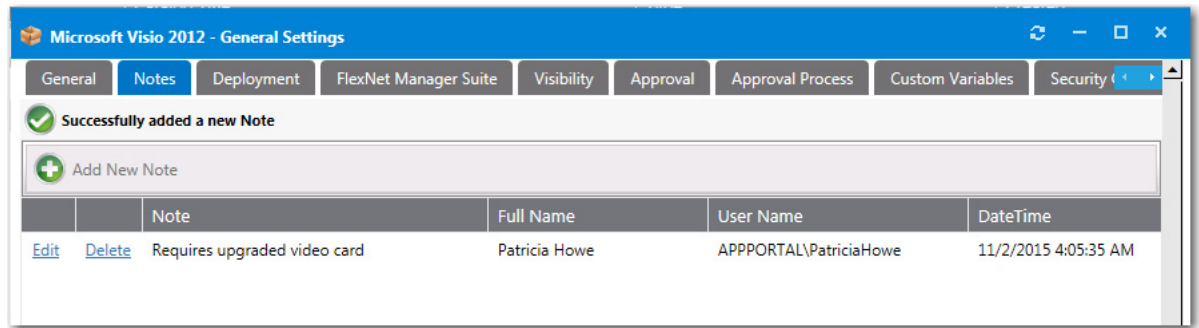 Microsoft Visio 2012 - General Settings
General Notes Deployment FlexNet Manager Suite Visibility Approval Approval Process Custom Variables Security
Successfully added a new Note
Add New Note
Note Full Name User Name DateTime
Edit Delete Requires upgraded video card Patricia Howe APPPORTAL\PatriciaHowe 11/2/2015 4:05:35 AM